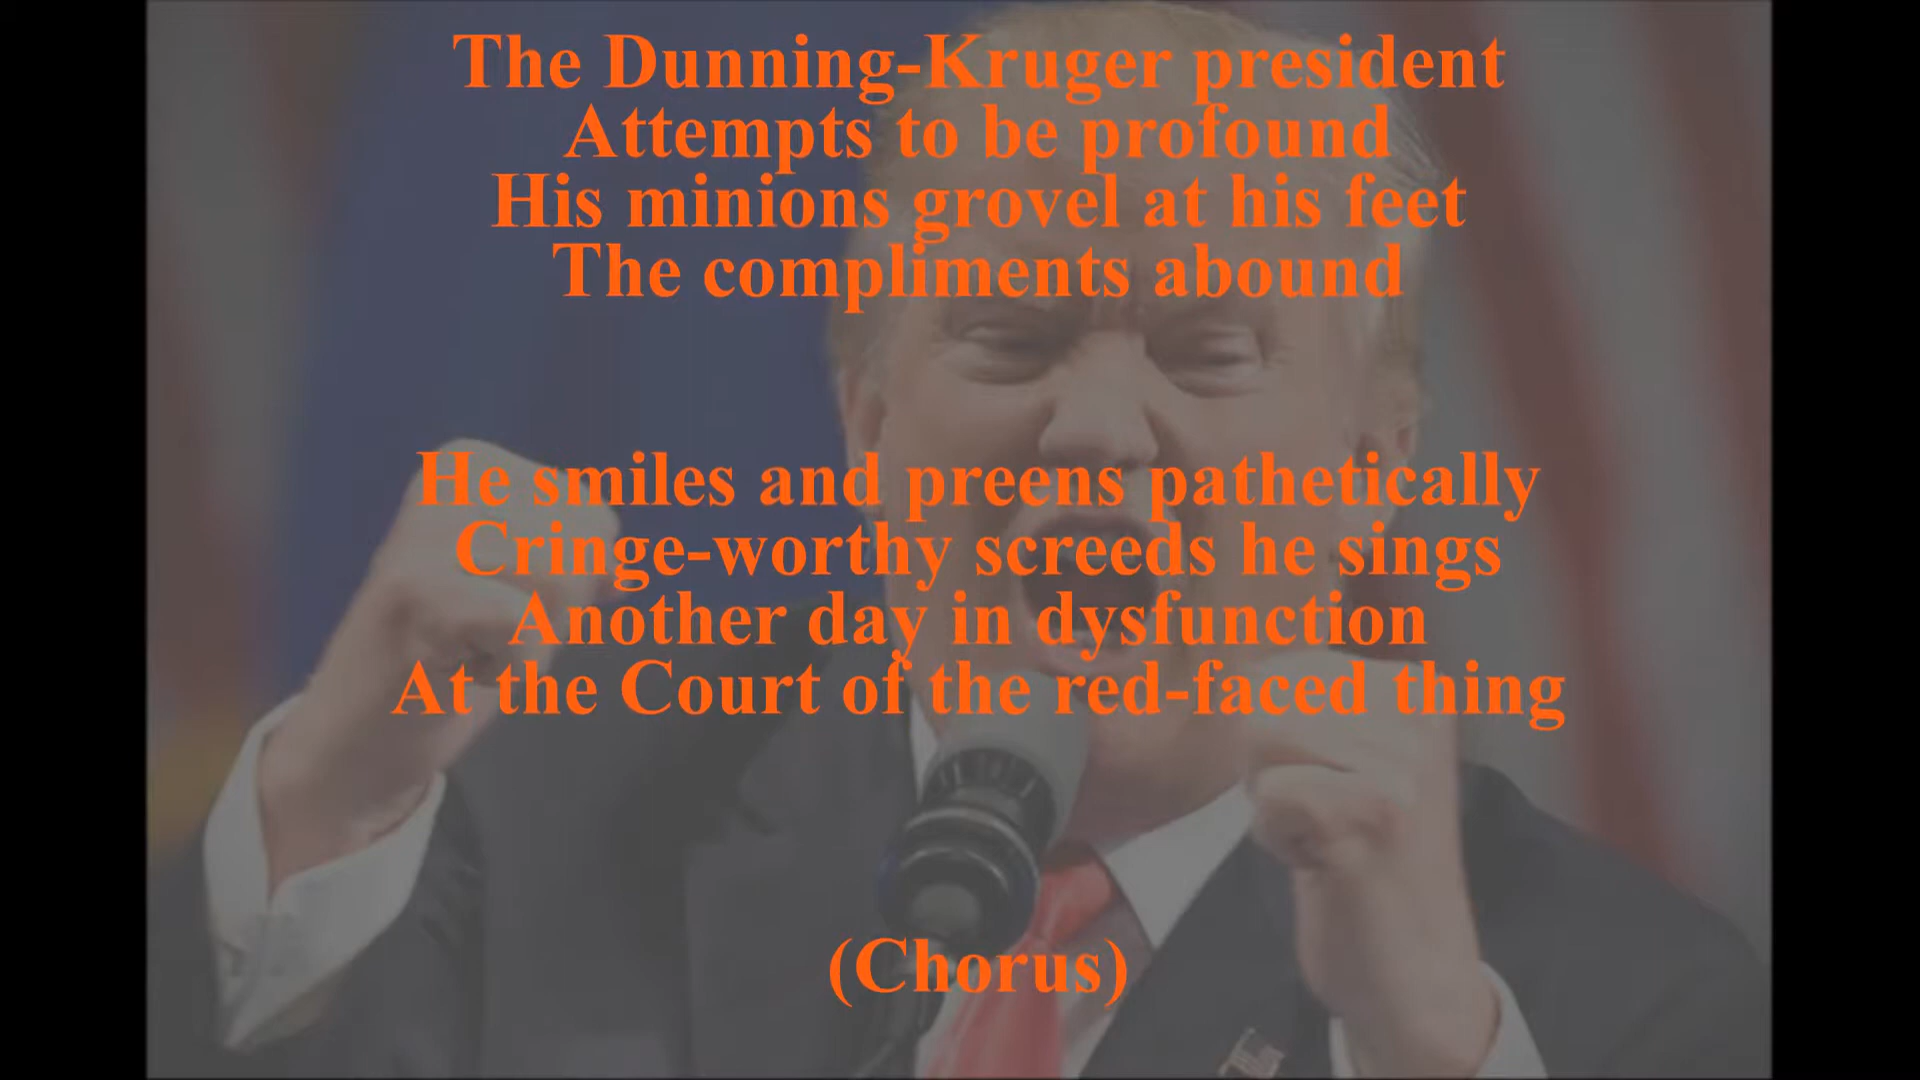 The Dunning-Kruger president
Attempts to be profound
His minions grovel at his feet
The compliments abound
He smiles and preens pathetically
Cringe-worthy screeds he sings
Another day in dysfunction
At the Court of the red-faced thing
(Chorus)